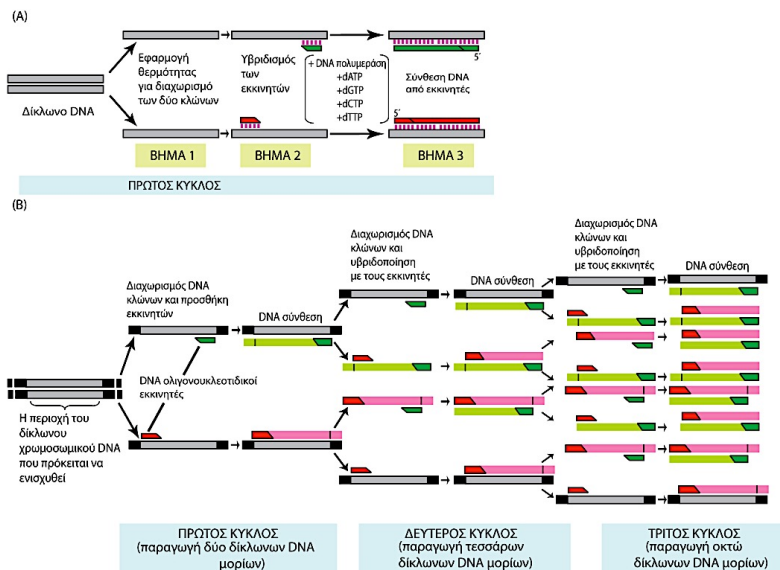 (A)
Δίκλωνο DNA
Εφαρμογή
θερμότητας
για διαχωρισμό
των δύο κλώνων
Υβριδισμός
των
εκκινητών
+ DNA πολυμεράση
+dATP
+dGTP
+dCTP
+dTTP
5΄
Σύνθεση DNA
από εκκινητές
5΄
ΒΗΜΑ 1
ΒΗΜΑ 2
ΒΗΜΑ 3
ΠΡΩΤΟΣ ΚΥΚΛΟΣ
(B)
Διαχωρισμός DNA
κλώνων και προσθήκη
εκκινητών
DNA σύνθεση
Διαχωρισμός DNA
κλώνων και
υβριδοποίηση
με τους εκκινητές
DNA σύνθεση
Διαχωρισμός DNA
κλώνων και
υβριδοποίηση
με τους εκκινητές
DNA σύνθεση
DNA ολιγονουκλεοτιδικοί
εκκινητές
Η περιοχή του
δίκλωνου
χρωμοσωμικού DNA
που πρόκειται να
ενισχυθεί
ΠΡΩΤΟΣ ΚΥΚΛΟΣ
(παραγωγή δύο δίκλωνων DNA
μορίων)
ΔΕΥΤΕΡΟΣ ΚΥΚΛΟΣ
(παραγωγή τεσσάρων
δίκλωνων DNA μορίων)
ΤΡΙΤΟΣ ΚΥΚΛΟΣ
(παραγωγή οκτώ
δίκλωνων DNA μορίων)